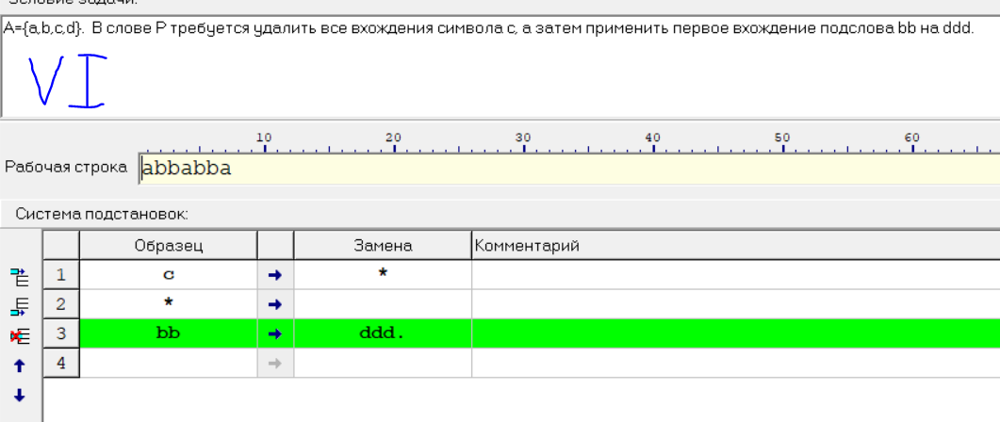 Условие задачи:
A={a,b,c,d}. В слове P требуется удалить все вхождения символа c, а затем применить первое вхождение подслова bb на ddd.
VI
10 20 30 40 50 60
Рабочая строка abbabba
Система подстановок:
Образец Замена Комментарий
1 c → *
2 * →
3 bb → ddd.
4 →